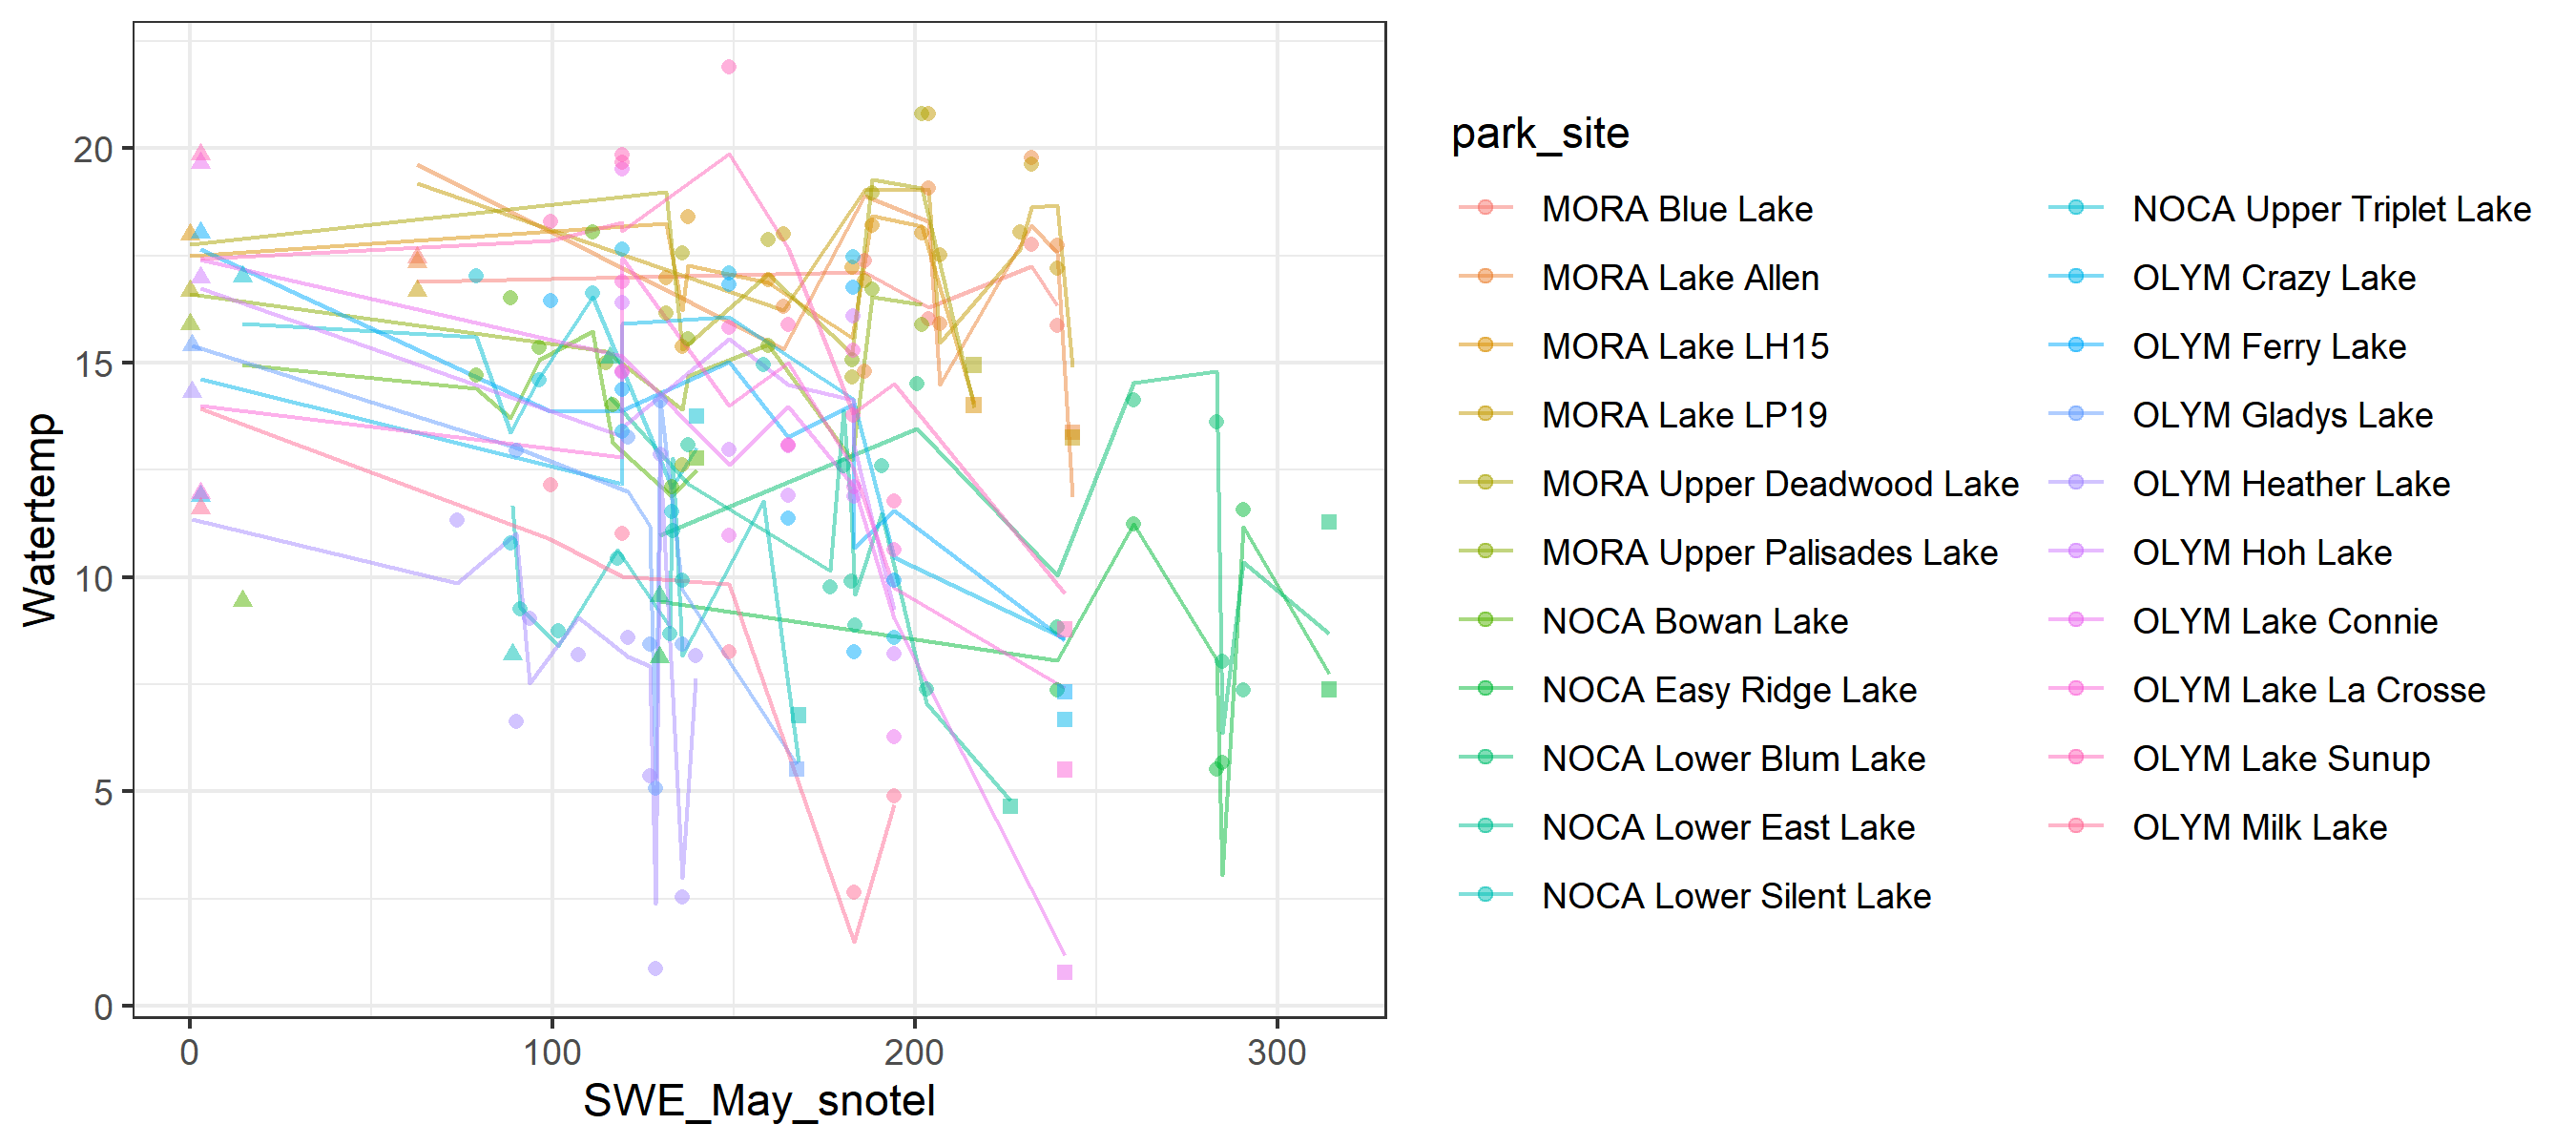 Watertemp
20
15
10
5
0
0 100 200 300
SWE_May_snotel
park_site
MORA Blue Lake
MORA Lake Allen
MORA Lake LH15
MORA Lake LP19
MORA Upper Deadwood Lake
MORA Upper Palisades Lake
NOCA Bowan Lake
NOCA Easy Ridge Lake
NOCA Lower Blum Lake
NOCA Lower East Lake
NOCA Lower Silent Lake
NOCA Upper Triplet Lake
OLYM Crazy Lake
OLYM Ferry Lake
OLYM Gladys Lake
OLYM Heather Lake
OLYM Hoh Lake
OLYM Lake Connie
OLYM Lake La Crosse
OLYM Lake Sunup
OLYM Milk Lake